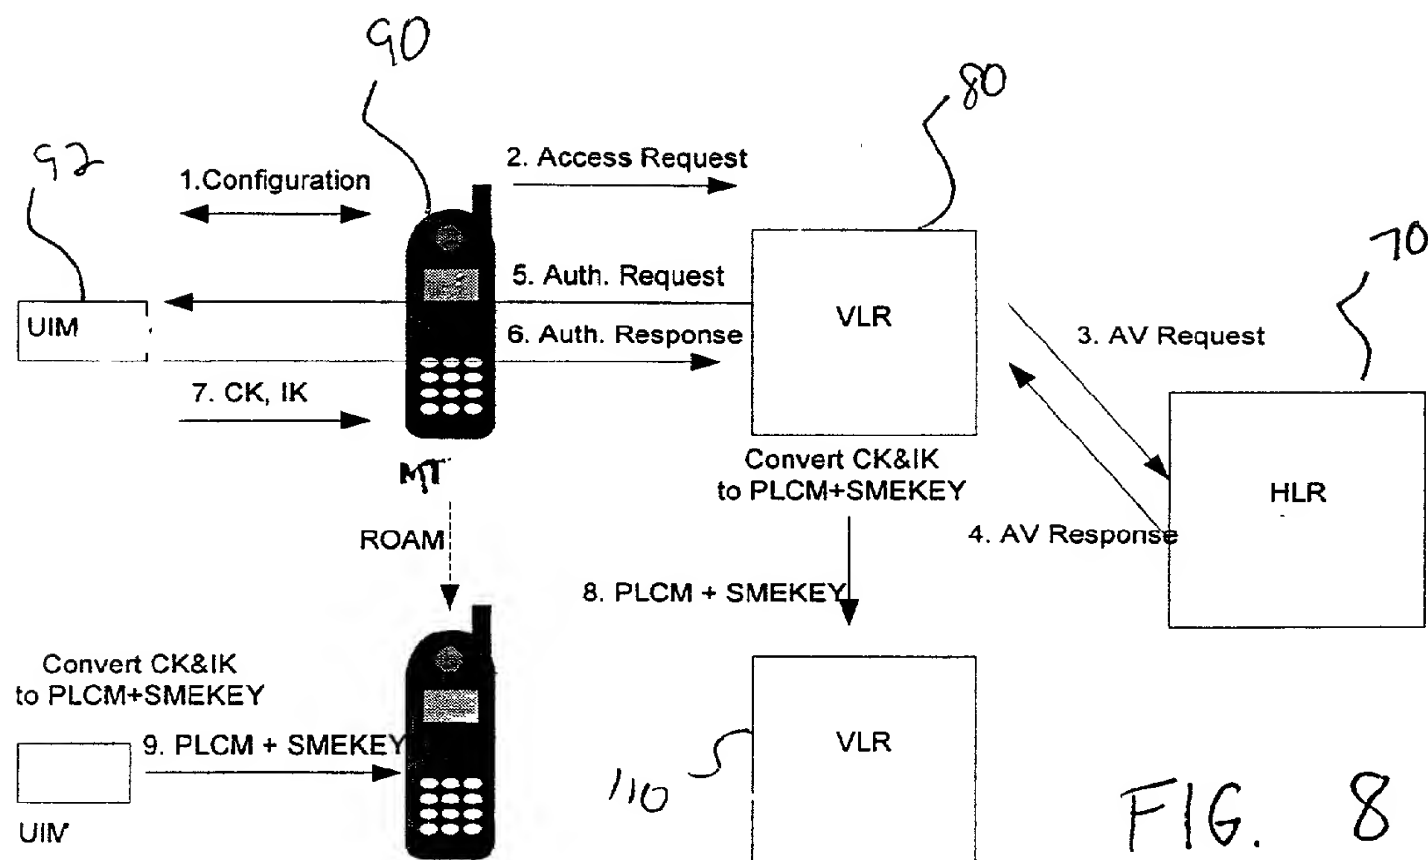 90
80
92
2. Access Request
1.Configuration
70
5. Auth. Request
UIM
VLR
6. Auth. Response
3. AV Request
7. CK, IK
MT
Convert CK&IK
to PLCM+SMEKEY
HLR
4. AV Response
ROAM
8. PLCM + SMEKEY
Convert CK&IK
to PLCM+SMEKEY
9. PLCM + SMEKEY
VLR
110
UIM
FIG. 8